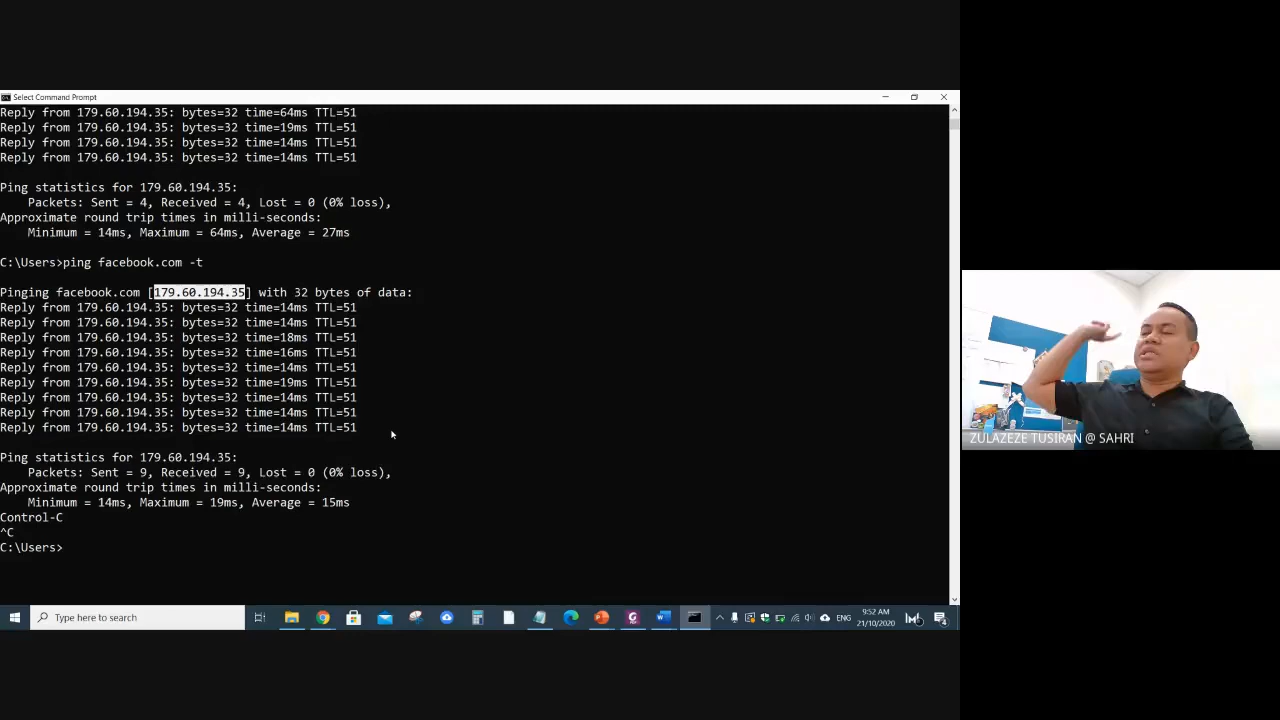 Select Command Prompt
Reply from 179.60.194.35: bytes=32 time=64ms TTL=51
Reply from 179.60.194.35: bytes=32 time=19ms TTL=51
Reply from 179.60.194.35: bytes=32 time=14ms TTL=51
Reply from 179.60.194.35: bytes=32 time=14ms TTL=51
Ping statistics for 179.60.194.35:
Packets: Sent = 4, Received = 4, Lost = 0 (0% loss),
Approximate round trip times in milli-seconds:
Minimum = 14ms, Maximum = 64ms, Average = 27ms
C:\Users>ping facebook.com -t
Pinging facebook.com [179.60.194.35] with 32 bytes of data:
Reply from 179.60.194.35: bytes=32 time=14ms TTL=51
Reply from 179.60.194.35: bytes=32 time=14ms TTL=51
Reply from 179.60.194.35: bytes=32 time=18ms TTL=51
Reply from 179.60.194.35: bytes=32 time=16ms TTL=51
Reply from 179.60.194.35: bytes=32 time=14ms TTL=51
Reply from 179.60.194.35: bytes=32 time=19ms TTL=51
Reply from 179.60.194.35: bytes=32 time=14ms TTL=51
Reply from 179.60.194.35: bytes=32 time=14ms TTL=51
Reply from 179.60.194.35: bytes=32 time=14ms TTL=51
Ping statistics for 179.60.194.35:
Packets: Sent = 9, Received = 9, Lost = 0 (0% loss),
Approximate round trip times in milli-seconds:
Minimum = 14ms, Maximum = 19ms, Average = 15ms
Control-C
^C
C:\Users>
ZULAZEZE TUSIRAN @ SAHRI
Type here to search
ENG
9:52 AM
21/10/2020